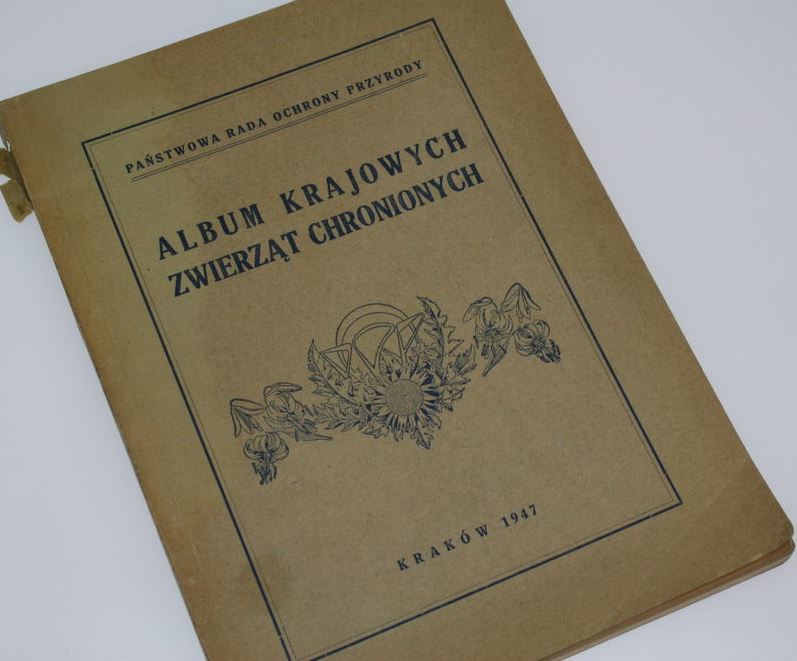 PAŃSTWOWA RADA OCHRONY PRZYRODY
ALBUM KRAJOWYCH
ZWIERZĄT CHRONIONYCH
KRAKÓW 1947